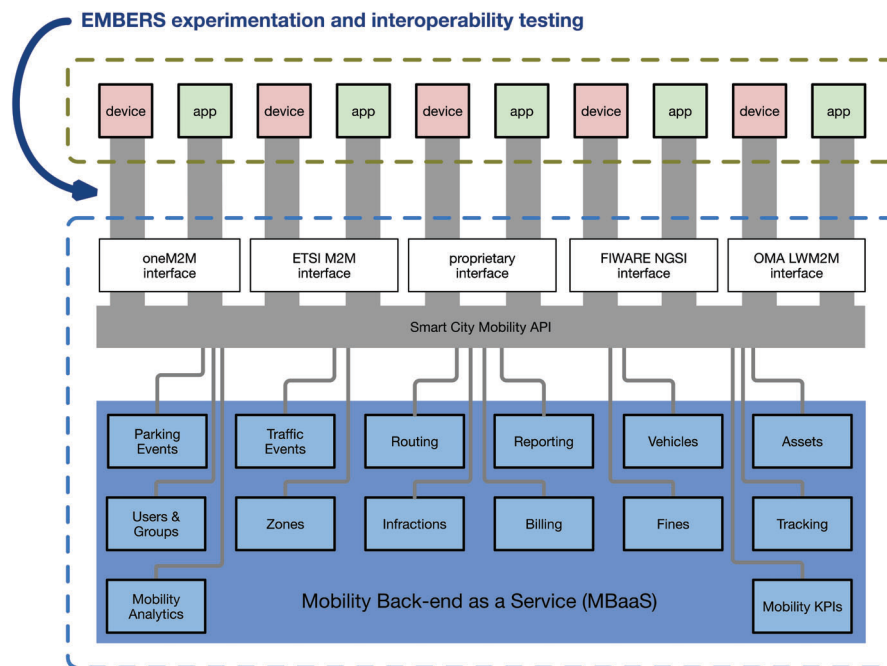 EMBERS experimentation and interoperability testing
device
app
device
app
device
app
device
app
device
app
oneM2M
interface
ETSI M2M
interface
proprietary
interface
FIWARE NGSI
interface
OMA LWM2M
interface
Smart City Mobility API
Parking
Events
Traffic
Events
Routing
Reporting
Vehicles
Assets
Users &
Groups
Zones
Infractions
Billing
Fines
Tracking
Mobility
Analytics
Mobility Back-end as a Service (MBaaS)
Mobility KPIs